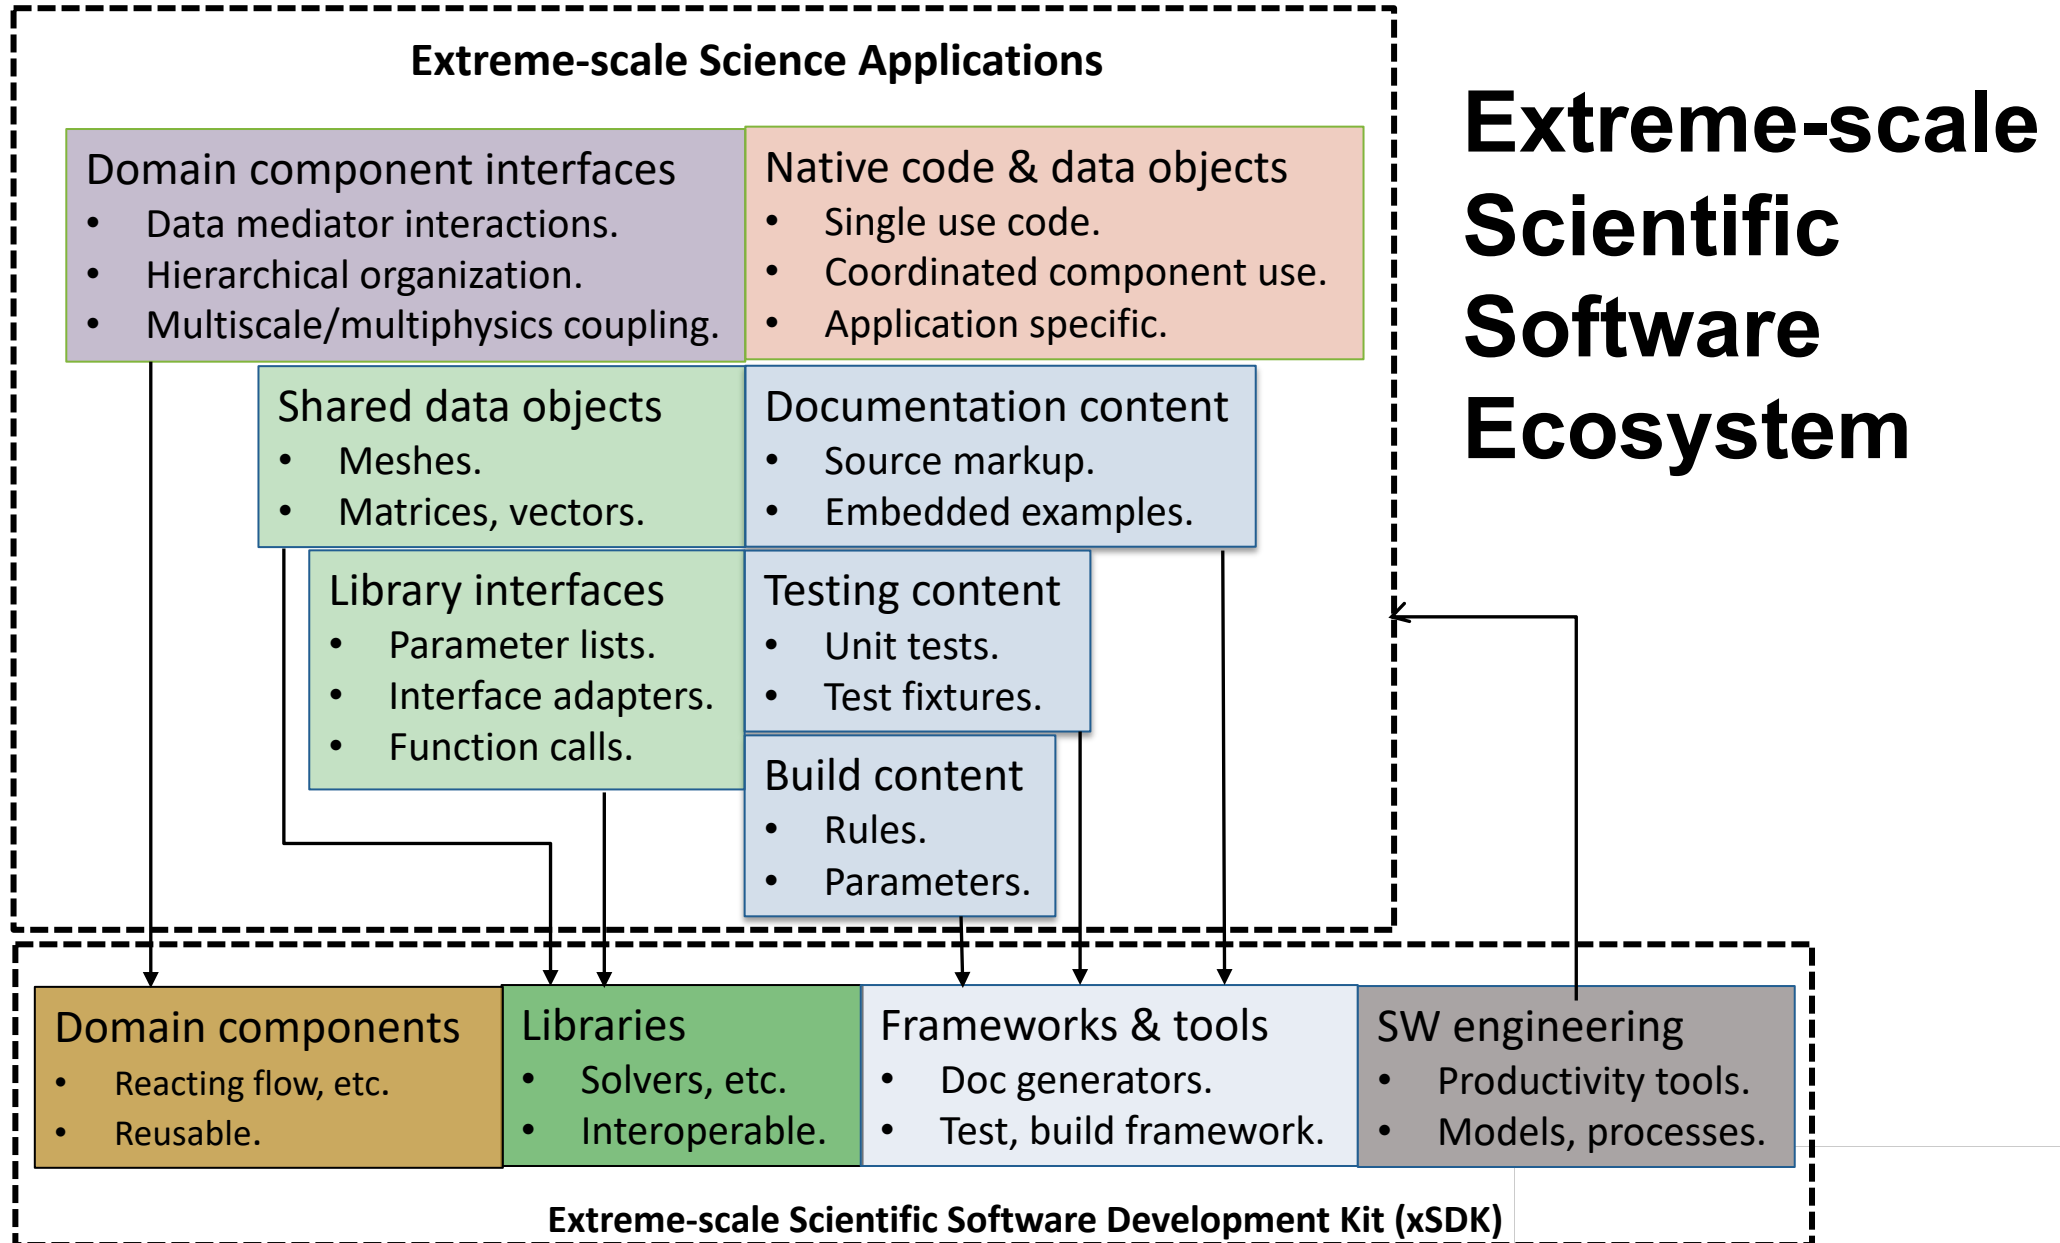 Extreme-scale Science Applications
Extreme-scale
Scientific
Software
Ecosystem
Domain component interfaces
• Data mediator interactions.
• Hierarchical organization.
• Multiscale/multiphysics coupling.
Native code & data objects
• Single use code.
• Coordinated component use.
• Application specific.
Shared data objects
• Meshes.
• Matrices, vectors.
Documentation content
• Source markup.
• Embedded examples.
Library interfaces
• Parameter lists.
• Interface adapters.
• Function calls.
Testing content
• Unit tests.
• Test fixtures.
Build content
• Rules.
• Parameters.
Domain components
• Reacting flow, etc.
• Reusable.
Libraries
• Solvers, etc.
• Interoperable.
Frameworks & tools
• Doc generators.
• Test, build framework.
SW engineering
• Productivity tools.
• Models, processes.
Extreme-scale Scientific Software Development Kit (xSDK)